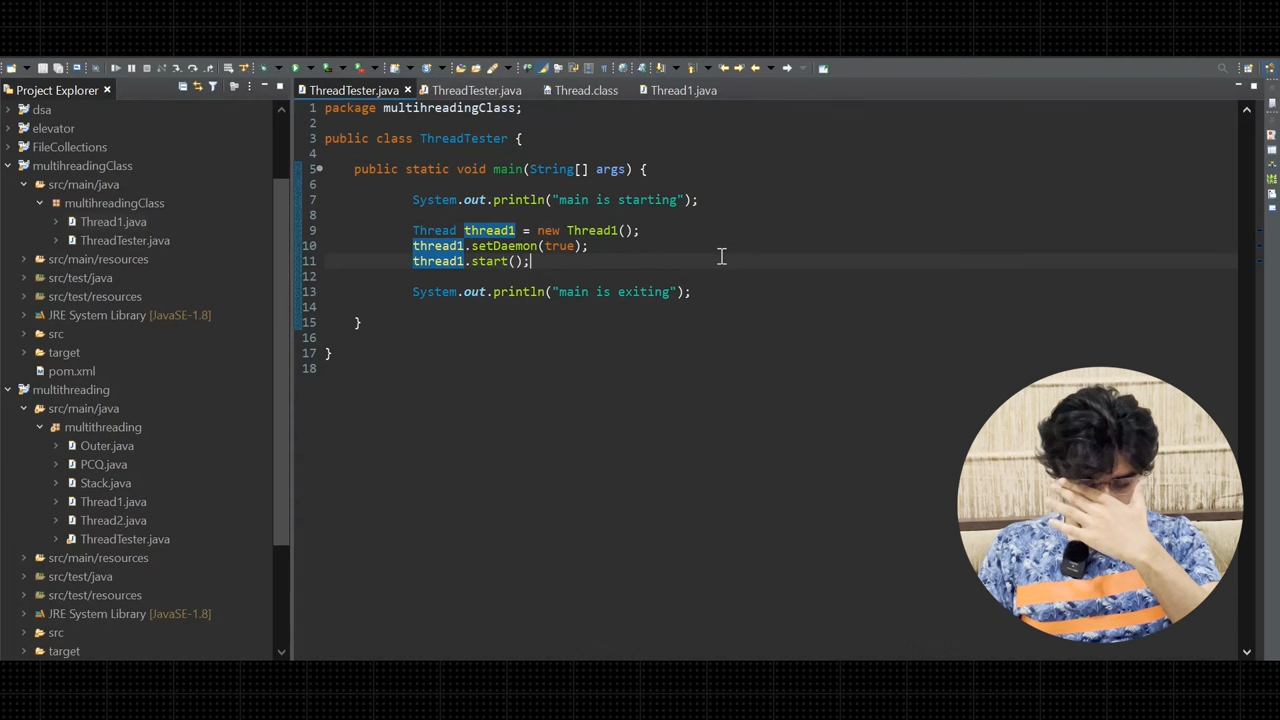 Project Explorer
dsa
elevator
FileCollections
multihreadingClass
src/main/java
multihreadingClass
Thread1.java
ThreadTester.java
src/main/resources
src/test/java
src/test/resources
JRE System Library [JavaSE-1.8]
src
target
pom.xml
multithreading
src/main/java
multithreading
Outer.java
PCQ.java
Stack.java
Thread1.java
Thread2.java
ThreadTester.java
src/main/resources
src/test/java
src/test/resources
JRE System Library [JavaSE-1.8]
src
target
ThreadTester.java ThreadTester.java Thread.class Thread1.java
1 package multihreadingClass;
2
3 public class ThreadTester {
4
5 public static void main(String[] args) {
6
7 System.out.println("main is starting");
8
9 Thread thread1 = new Thread1();
10 thread1.setDaemon(true);
11 thread1.start();
12
13 System.out.println("main is exiting");
14
15 }
16
17 }
18